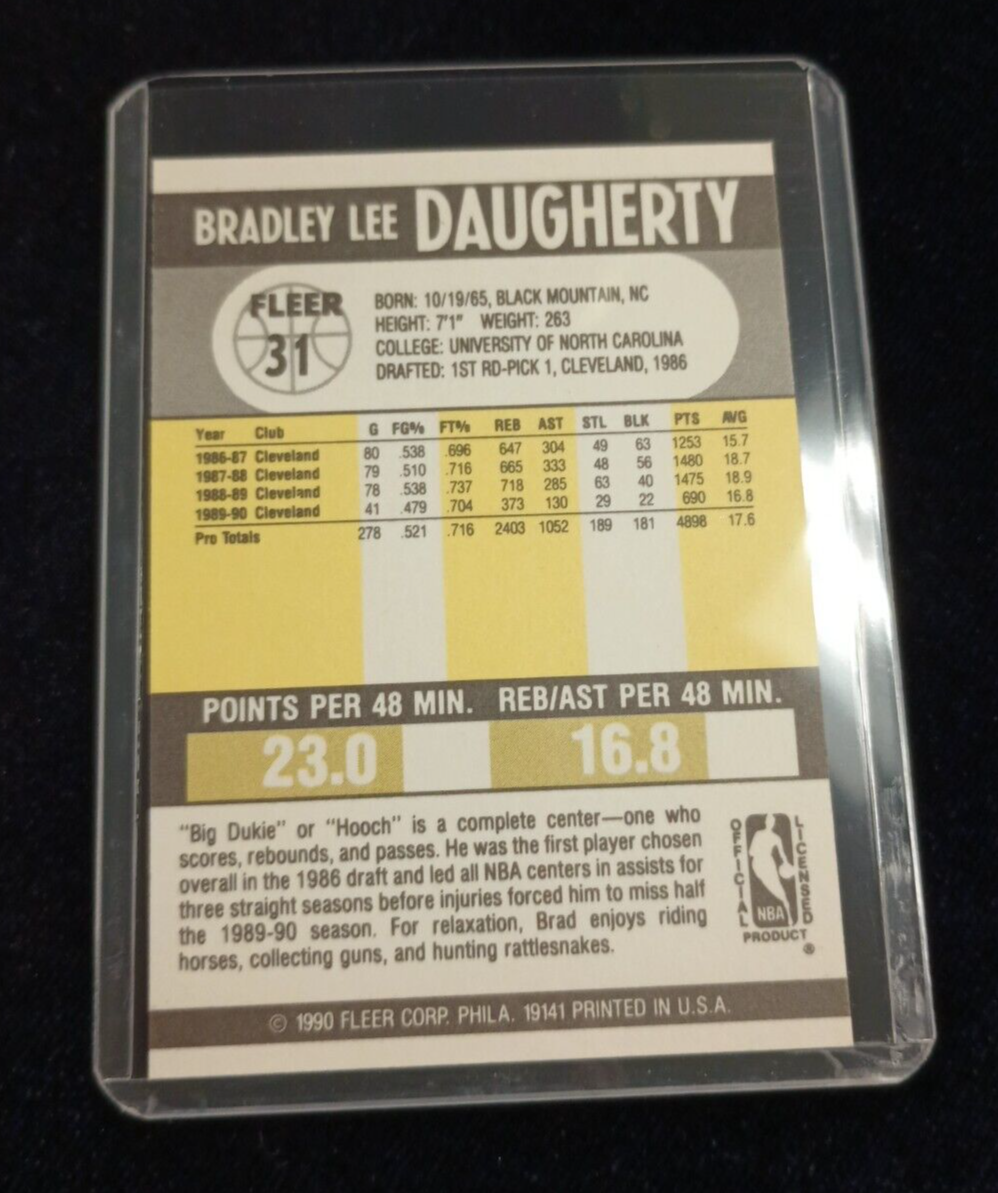 BRADLEY LEE DAUGHERTY
FLEER
31
BORN: 10/19/65, BLACK MOUNTAIN, NC
HEIGHT: 7'1" WEIGHT: 263
COLLEGE: UNIVERSITY OF NORTH CAROLINA
DRAFTED: 1ST RD-PICK 1, CLEVELAND, 1986
Year Club G FG% FT% REB AST STL BLK PTS AVG
1986-87 Cleveland 80 .538 .696 647 304 49 63 1253 15.7
1987-88 Cleveland 79 .510 .716 665 333 48 56 1480 18.7
1988-89 Cleveland 78 .538 .737 718 285 63 40 1475 18.9
1989-90 Cleveland 41 .479 .704 373 130 29 22 690 16.8
Pro Totals 278 .521 .716 2403 1052 189 181 4898 17.6
POINTS PER 48 MIN. REB/AST PER 48 MIN.
23.0 16.8
"Big Dukie" or "Hooch" is a complete center—one who
scores, rebounds, and passes. He was the first player chosen
overall in the 1986 draft and led all NBA centers in assists for
three straight seasons before injuries forced him to miss half
the 1989-90 season. For relaxation, Brad enjoys riding
horses, collecting guns, and hunting rattlesnakes.
OFFICIAL
LICENSED
NBA
PRODUCT
®
© 1990 FLEER CORP. PHILA. 19141 PRINTED IN U.S.A.